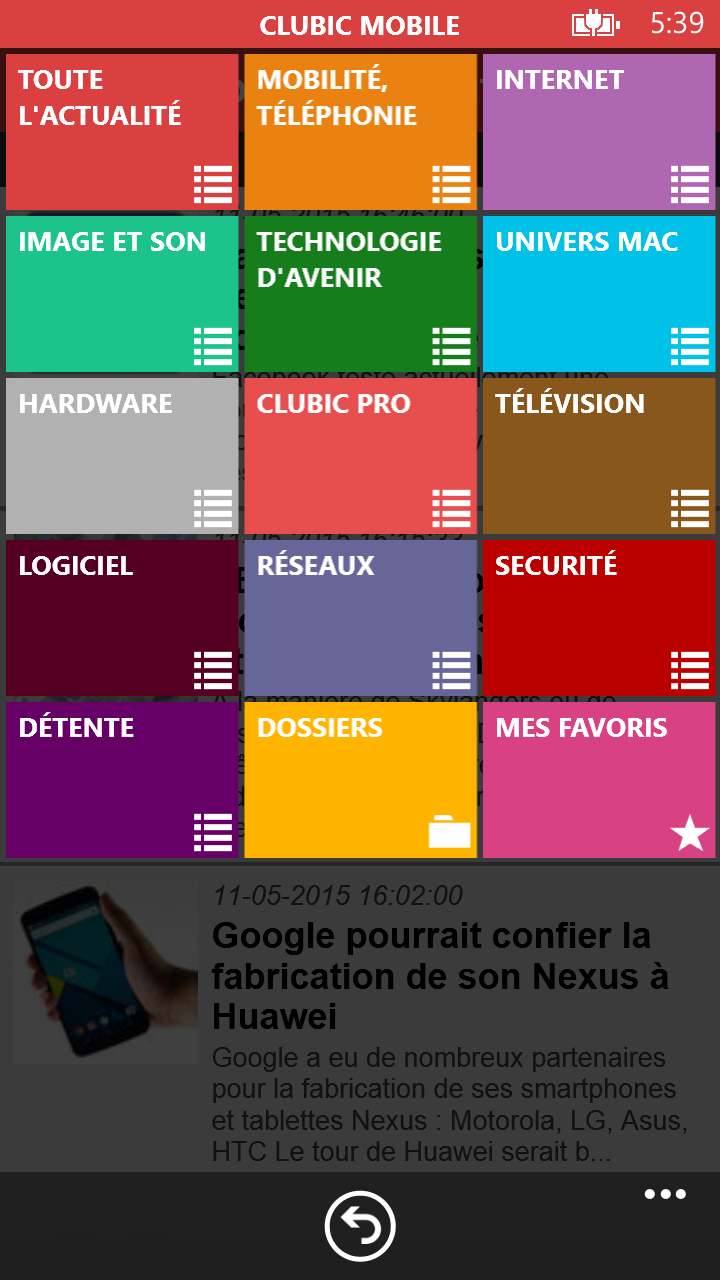 CLUBIC MOBILE
5:39
TOUTE
L'ACTUALITÉ
MOBILITÉ,
TÉLÉPHONIE
INTERNET
IMAGE ET SON
TECHNOLOGIE
D'AVENIR
UNIVERS MAC
HARDWARE
CLUBIC PRO
TÉLÉVISION
LOGICIEL
RÉSEAUX
SECURITÉ
DÉTENTE
DOSSIERS
MES FAVORIS
11-05-2015 16:02:00
Google pourrait confier la
fabrication de son Nexus à
Huawei
Google a eu de nombreux partenaires
pour la fabrication de ses smartphones
et tablettes Nexus : Motorola, LG, Asus,
HTC Le tour de Huawei serait b...